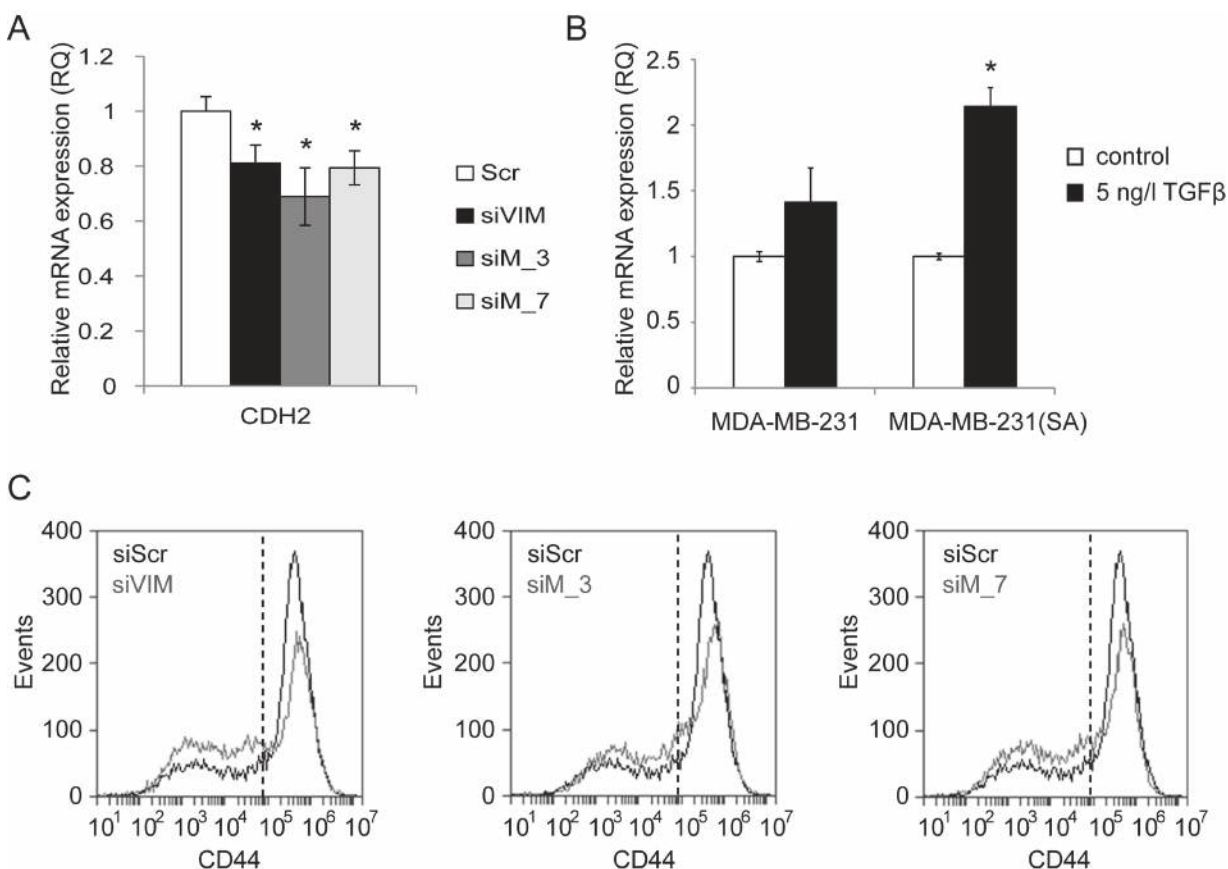 A
Relative mRNA expression (RQ)
1.2
1
0.8
0.6
0.4
0.2
0
*
*
*
CDH2
Scr
siVIM
siM_3
siM_7
B
Relative mRNA expression (RQ)
2.5
2
1.5
1
0.5
0
*
MDA-MB-231
MDA-MB-231(SA)
control
5 ng/l TGFβ
C
Events
400
300
200
100
0
siScr
siVIM
10¹ 10² 10³ 10⁴ 10⁵ 10⁶ 10⁷
CD44
Events
400
300
200
100
0
siScr
siM_3
10¹ 10² 10³ 10⁴ 10⁵ 10⁶ 10⁷
CD44
Events
400
300
200
100
0
siScr
siM_7
10¹ 10² 10³ 10⁴ 10⁵ 10⁶ 10⁷
CD44